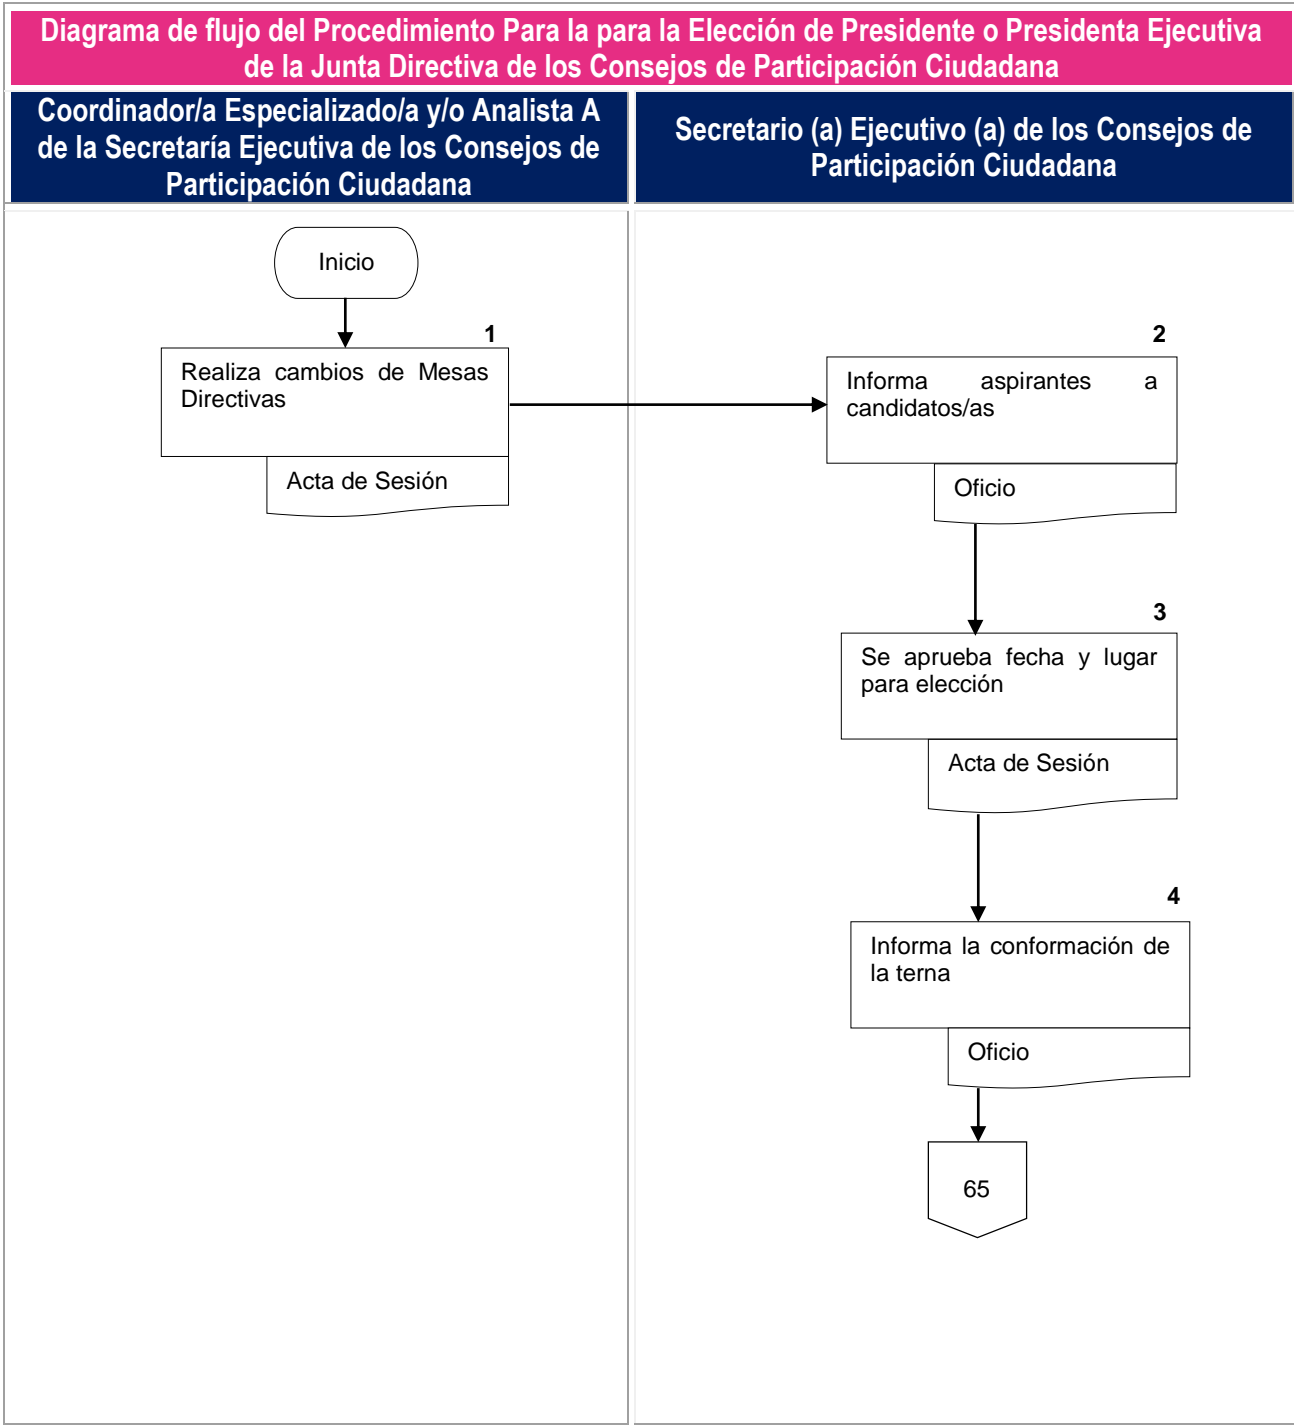 Diagrama de flujo del Procedimiento Para la para la Elección de Presidente o Presidenta Ejecutiva
de la Junta Directiva de los Consejos de Participación Ciudadana
Coordinador/a Especializado/a y/o Analista A
de la Secretaría Ejecutiva de los Consejos de
Participación Ciudadana
Secretario (a) Ejecutivo (a) de los Consejos de
Participación Ciudadana
Inicio
1
Realiza cambios de Mesas
Directivas
Acta de Sesión
2
Informa aspirantes a
candidatos/as
Oficio
3
Se aprueba fecha y lugar
para elección
Acta de Sesión
4
Informa la conformación de
la terna
Oficio
65